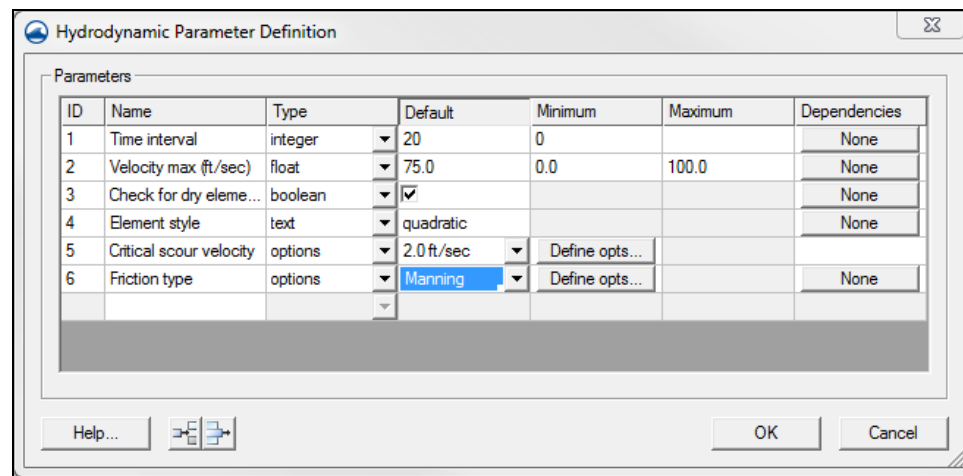 Hydrodynamic Parameter Definition
Parameters
ID Name Type Default Minimum Maximum Dependencies
1 Time interval integer 20 0 None
2 Velocity max (ft/sec) float 75.0 0.0 100.0 None
3 Check for dry eleme... boolean None
4 Element style text quadratic None
5 Critical scour velocity options 2.0 ft/sec Define opts...
6 Friction type options Manning Define opts... None
Help... OK Cancel